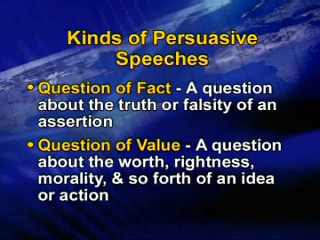 Kinds of Persuasive
Speeches
• Question of Fact - A question
about the truth or falsity of an
assertion
• Question of Value - A question
about the worth, rightness,
morality, & so forth of an idea
or action